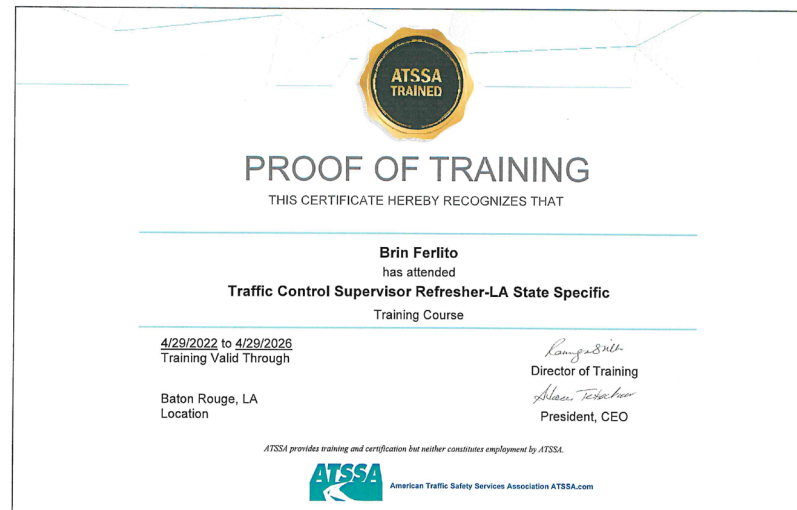 ATSSA
TRAINED
PROOF OF TRAINING
THIS CERTIFICATE HEREBY RECOGNIZES THAT
Brin Ferlito
has attended
Traffic Control Supervisor Refresher-LA State Specific
Training Course
4/29/2022 to 4/29/2026
Training Valid Through
Director of Training
Baton Rouge, LA
Location
President, CEO
ATSSA provides training and certification but neither constitutes employment by ATSSA.
ATSSA
American Traffic Safety Services Association ATSSA.com